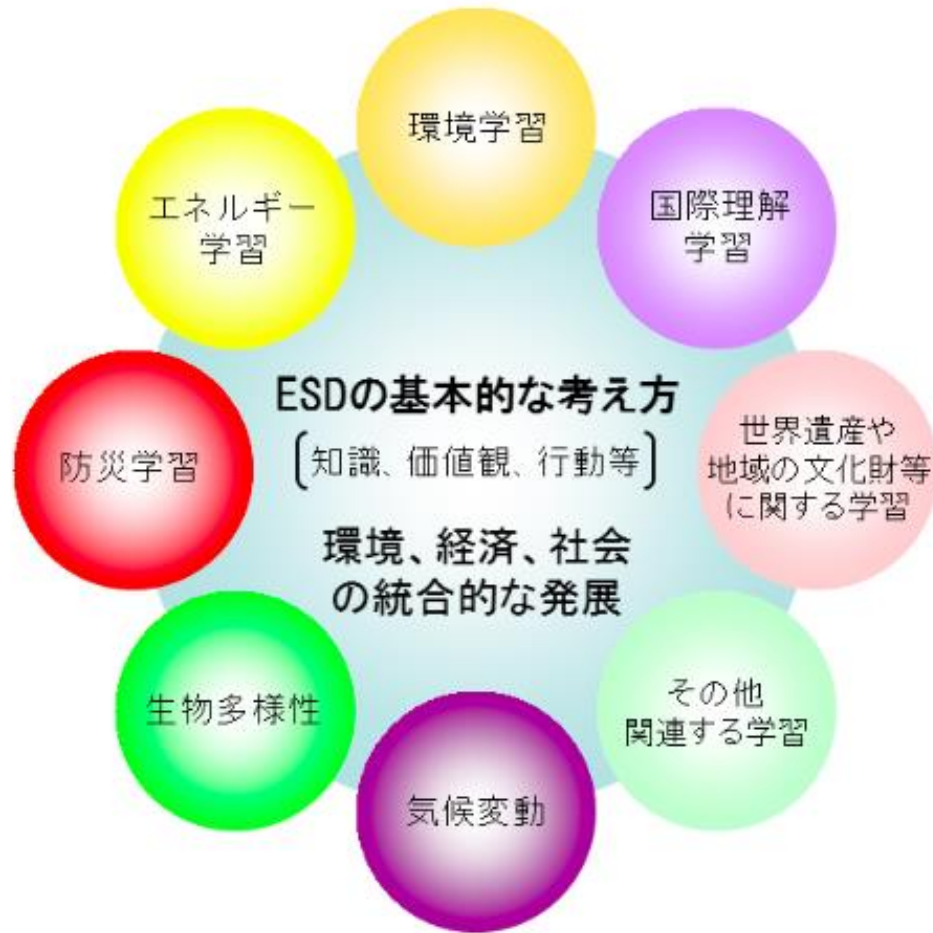 環境学習
国際理解
学習
世界遺産や
地域の文化財等
に関する学習
その他
関連する学習
気候変動
生物多様性
防災学習
エネルギー
学習
ESDの基本的な考え方
〔知識、価値観、行動等〕
環境、経済、社会
の統合的な発展